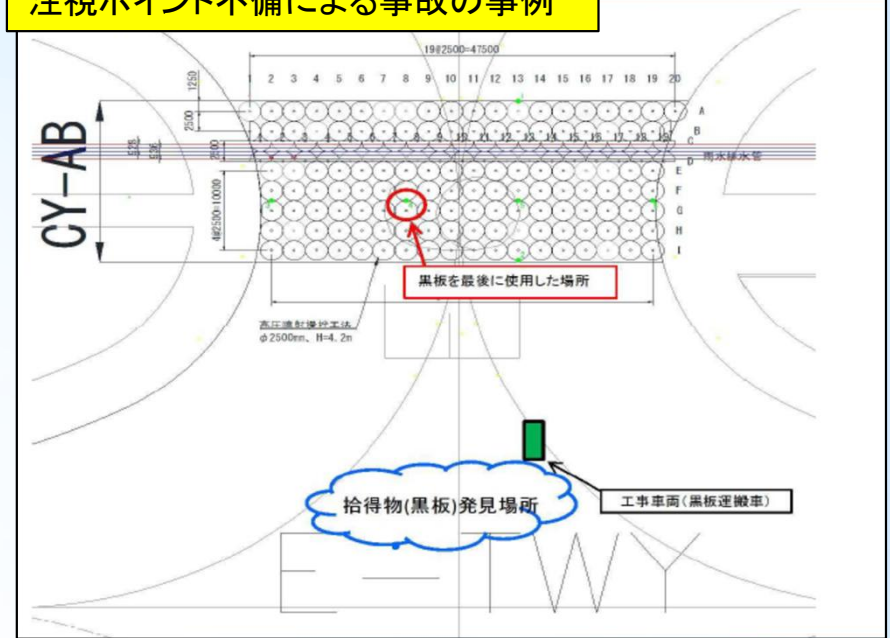 注視ポイント不備による事故の事例
19@2500=47500
1 2 3 4 5 6 7 8 9 10 11 12 13 14 15 16 17 18 19 20
1250
2500
A
B
C
D
E
F
G
H
I
CY-AB
4@2500=10000
雨水排水管
黒板を最後に使用した場所
高圧噴射撹拌工法
φ2500mm、H=4.2m
工事車両(黒板運搬車)
拾得物(黒板)発見場所
E-TWY